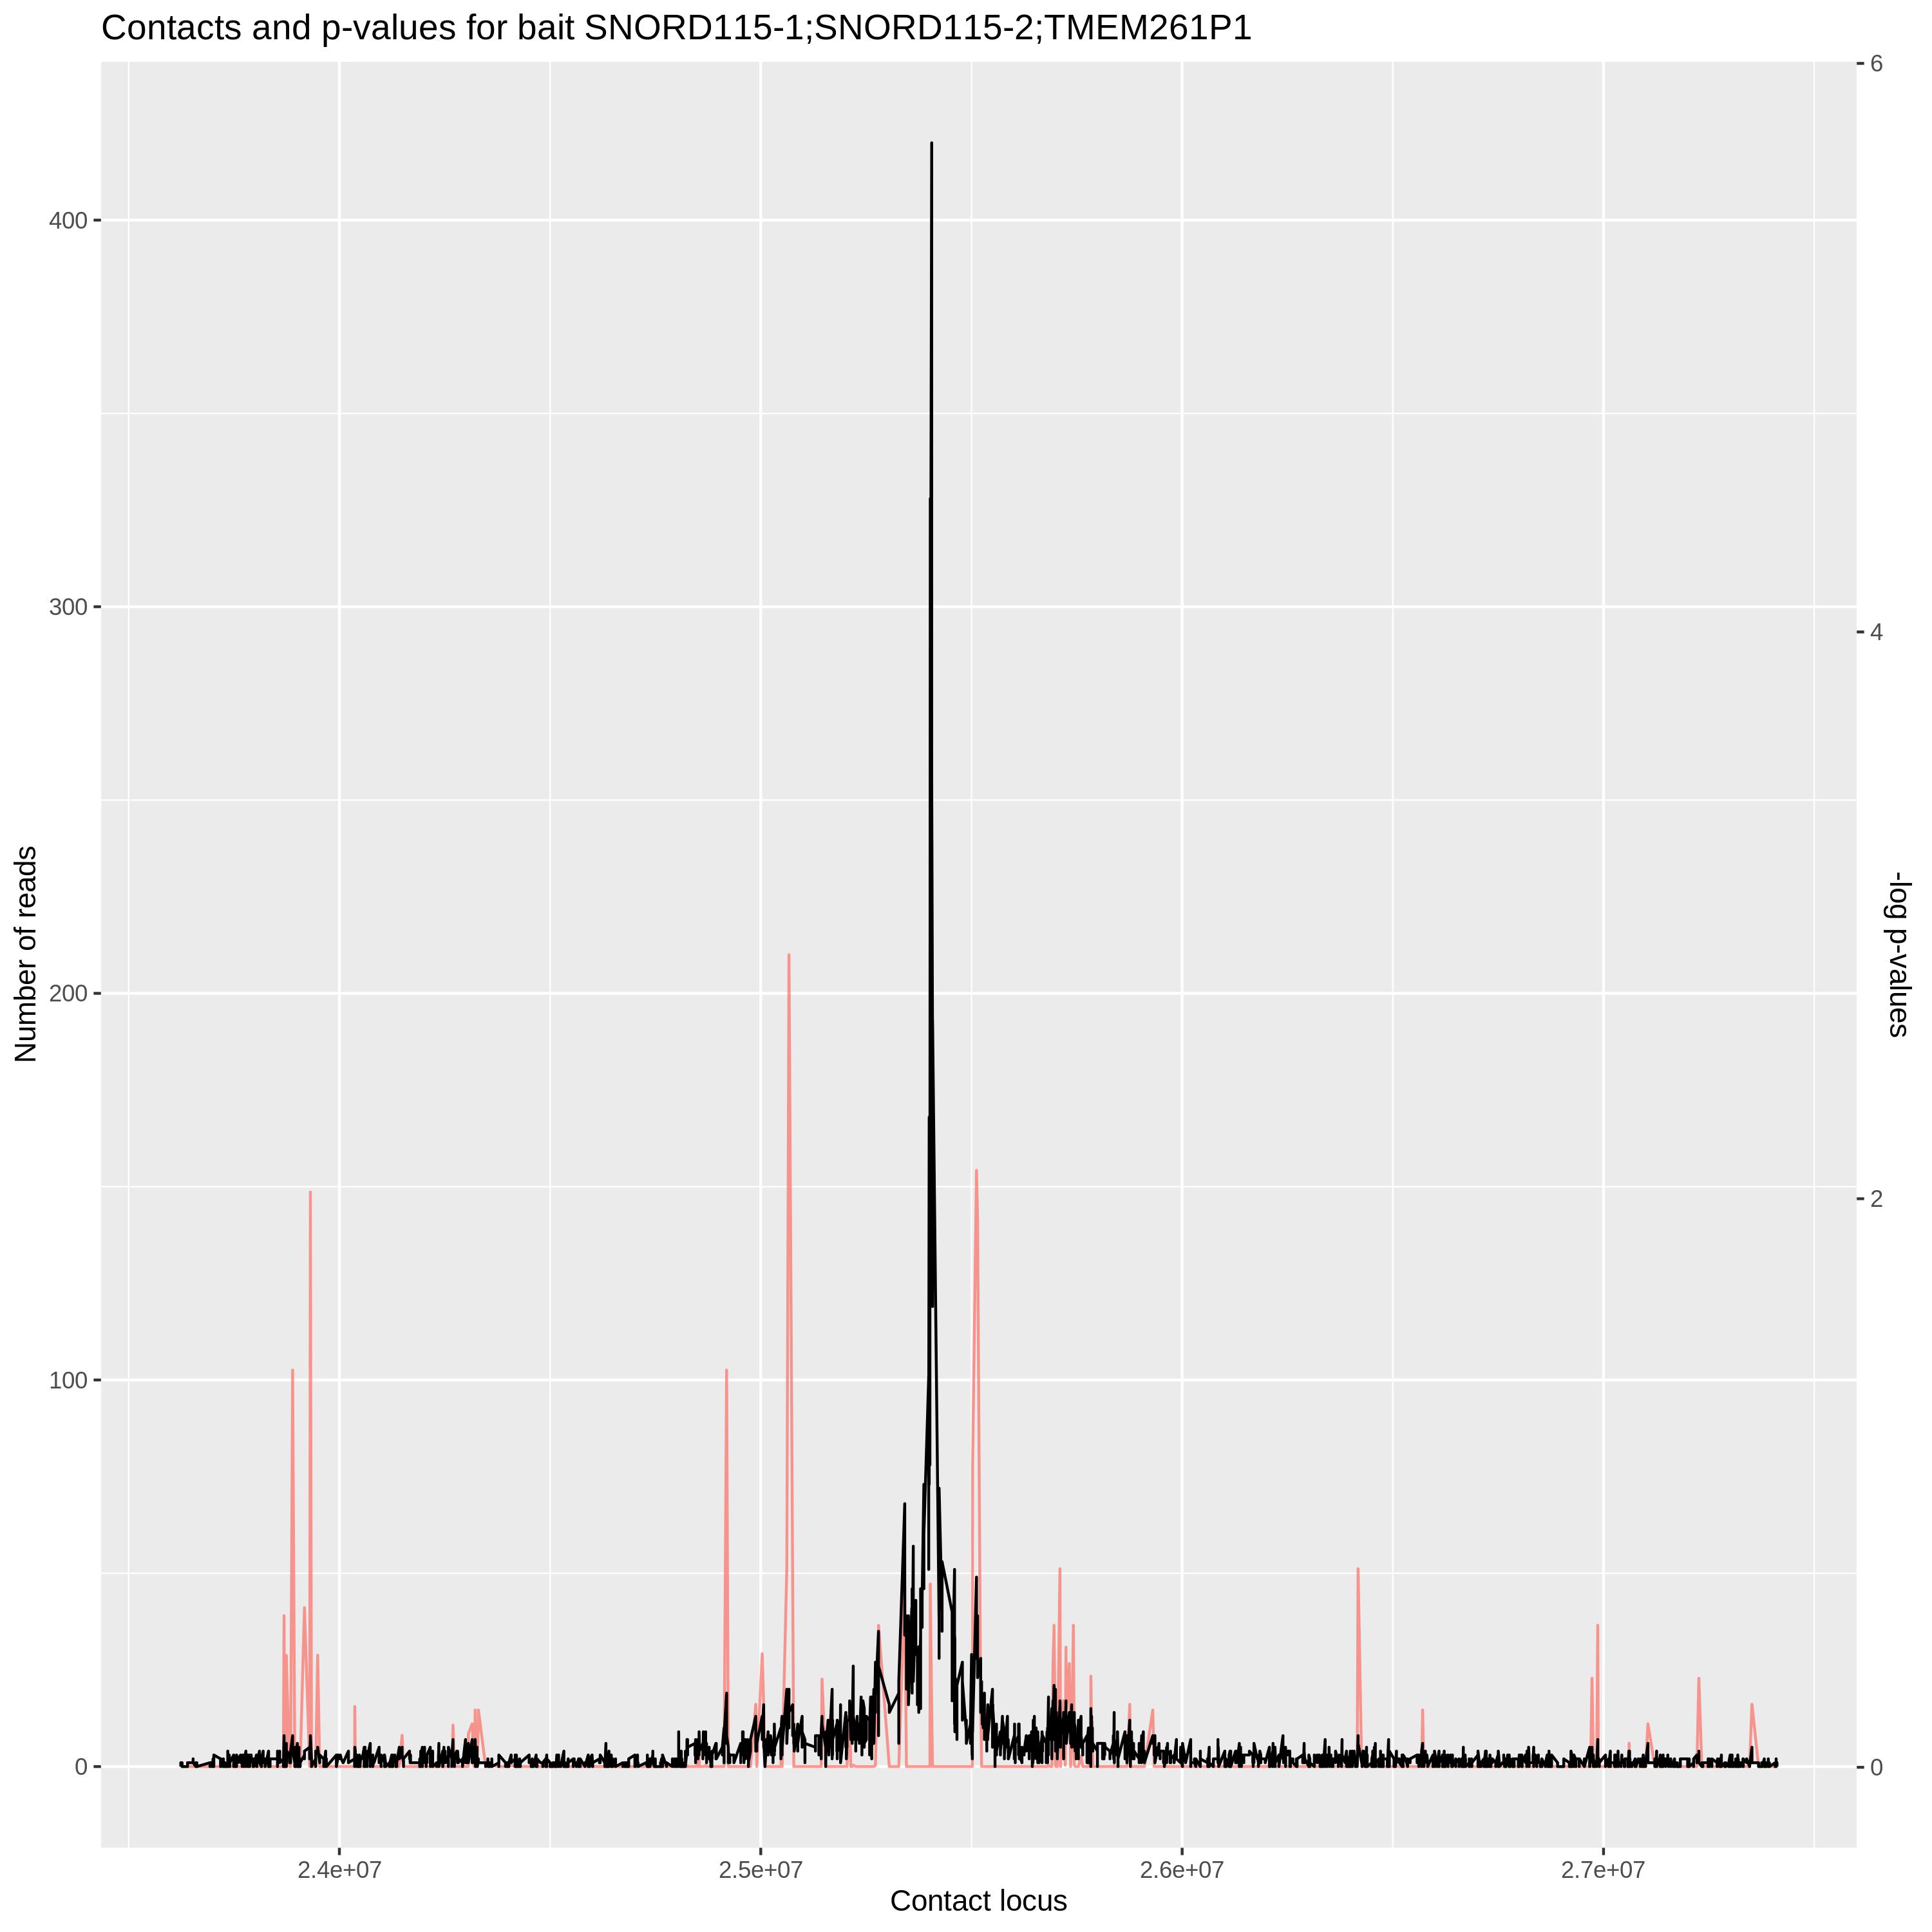 Contacts and p-values for bait SNORD115-1;SNORD115-2;TMEM261P1
6
400
300
4
Number of reads
-log p-values
200
2
100
0
0
2.4e+07
2.5e+07
2.6e+07
2.7e+07
Contact locus